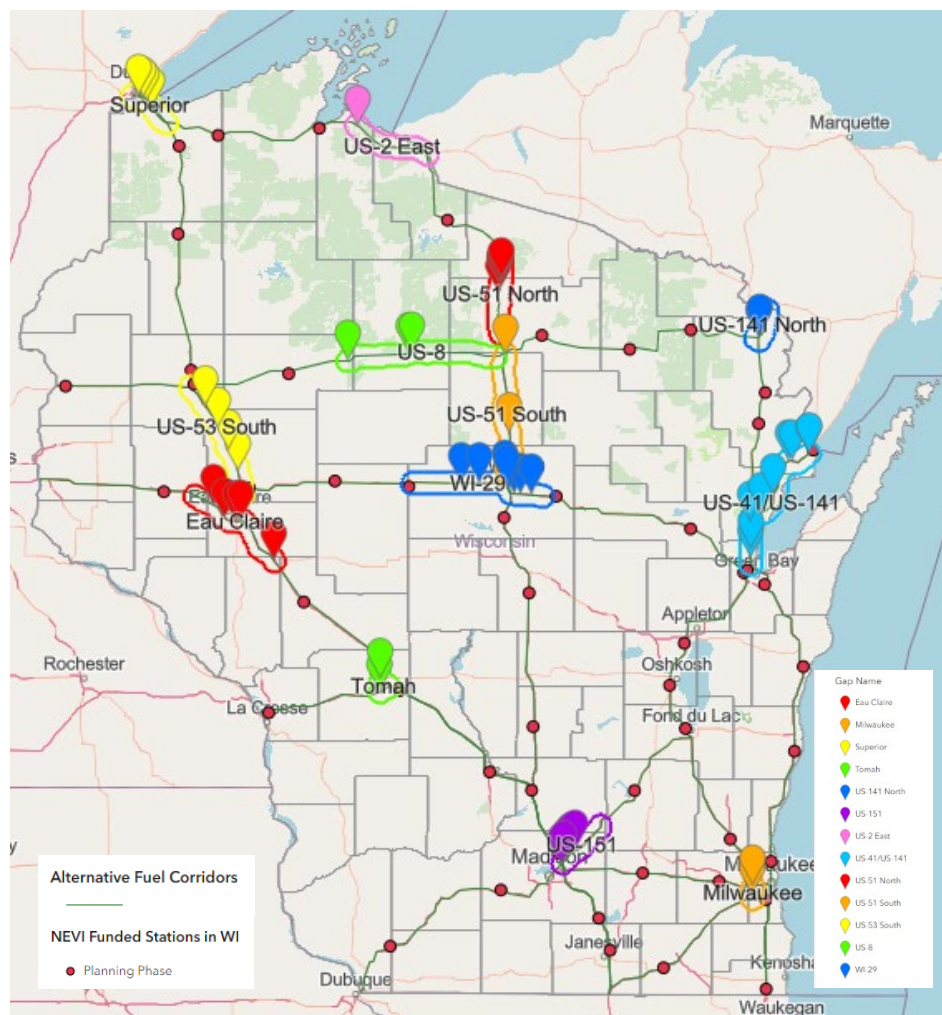 Du
Superior
Marquette
US-2 East
US-51 North
US-141 North
US-8
US-53 South
US-51 South
s
WI-29
US-41/US-141
Eau Claire
Wisconsin
Green Bay
Appleton
Rochester
Oshkosh
Tomah
La Crosse
Fond du Lac
y
US-151
Madison
Milwaukee
Milwaukee
Janesville
Kenosha
Dubuque
Waukegan
Gap Name
Eau Claire
Milwaukee
Superior
Tomah
US-141 North
US-151
US-2 East
US-41/US-141
US-51 North
US-51 South
US-53 South
US-8
WI-29
Alternative Fuel Corridors
NEVI Funded Stations in WI
Planning Phase